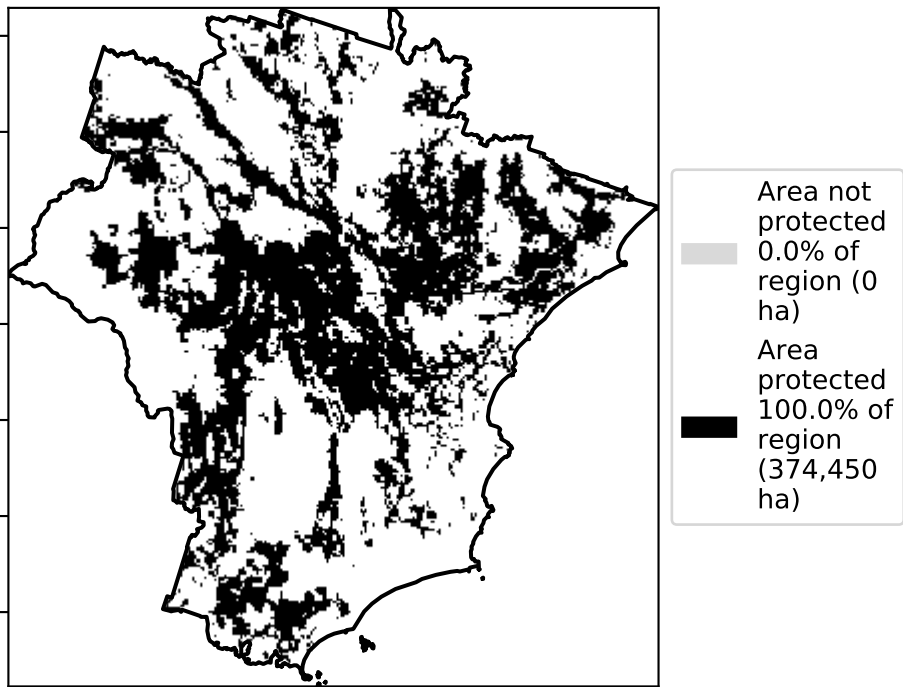 Area not
protected
0.0% of
region (0
ha)
Area
protected
100.0% of
region
(374,450
ha)